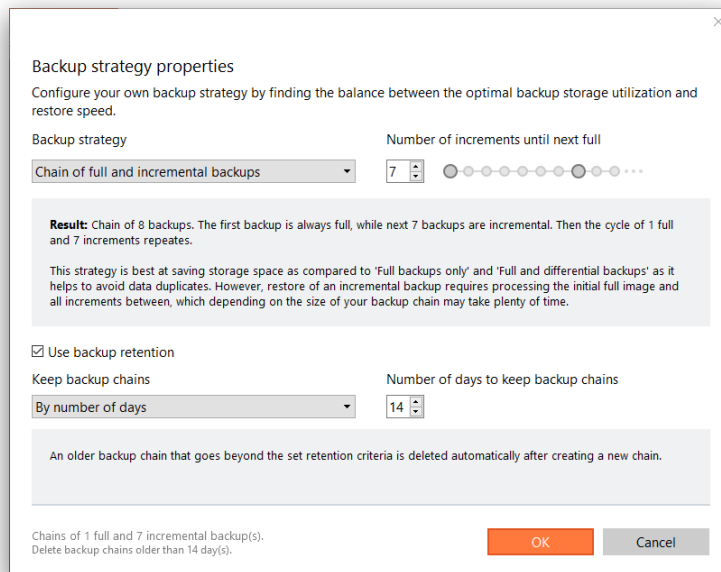 Backup strategy properties
Configure your own backup strategy by finding the balance between the optimal backup storage utilization and
restore speed.
Backup strategy
Number of increments until next full
Chain of full and incremental backups
7
Result: Chain of 8 backups. The first backup is always full, while next 7 backups are incremental. Then the cycle of 1 full
and 7 increments repeates.
This strategy is best at saving storage space as compared to 'Full backups only' and 'Full and differential backups' as it
helps to avoid data duplicates. However, restore of an incremental backup requires processing the initial full image and
all increments between, which depending on the size of your backup chain may take plenty of time.
Use backup retention
Keep backup chains
Number of days to keep backup chains
By number of days
14
An older backup chain that goes beyond the set retention criteria is deleted automatically after creating a new chain.
Chains of 1 full and 7 incremental backup(s).
Delete backup chains older than 14 day(s).
OK
Cancel